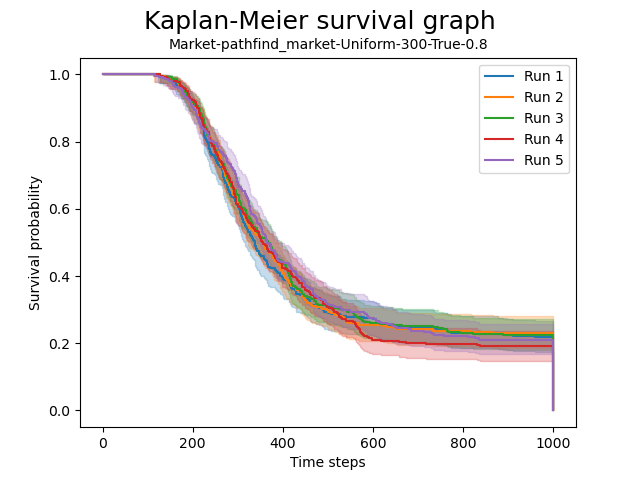 Kaplan-Meier survival graph
Market-pathfind_market-Uniform-300-True-0.8
Survival probability
1.0
0.8
0.6
0.4
0.2
0.0
Run 1
Run 2
Run 3
Run 4
Run 5
0 200 400 600 800 1000
Time steps